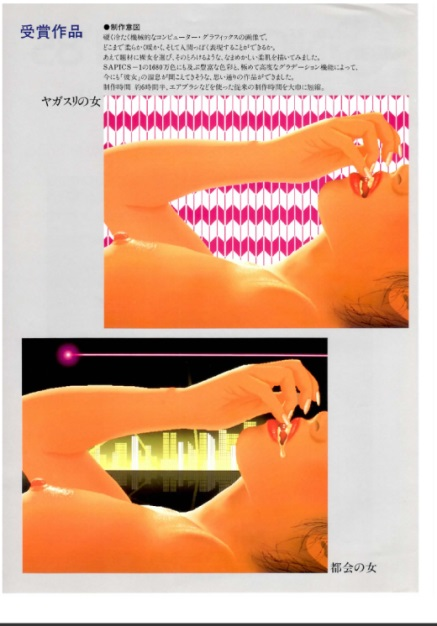 受賞作品
●制作意図
硬く冷たく機械的なコンピューター・グラフィックスの画像で、
どこまで柔らかく暖かく、そして人間っぽく表現することができるか。
あえて題材に裸女を選び、そのとろけるような、なまめかしい柔肌を描いてみました。
SAPICS-1の1680万色にも及ぶ豊富な色彩と、極めて高度なグラデーション機能によって、
今にも「彼女」の溜息が聞こえてきそうな、思い通りの作品ができました。
制作時間 約6時間半。エアブラシなどを使った従来の制作時間を大巾に短縮。
ヤガスリの女
都会の女